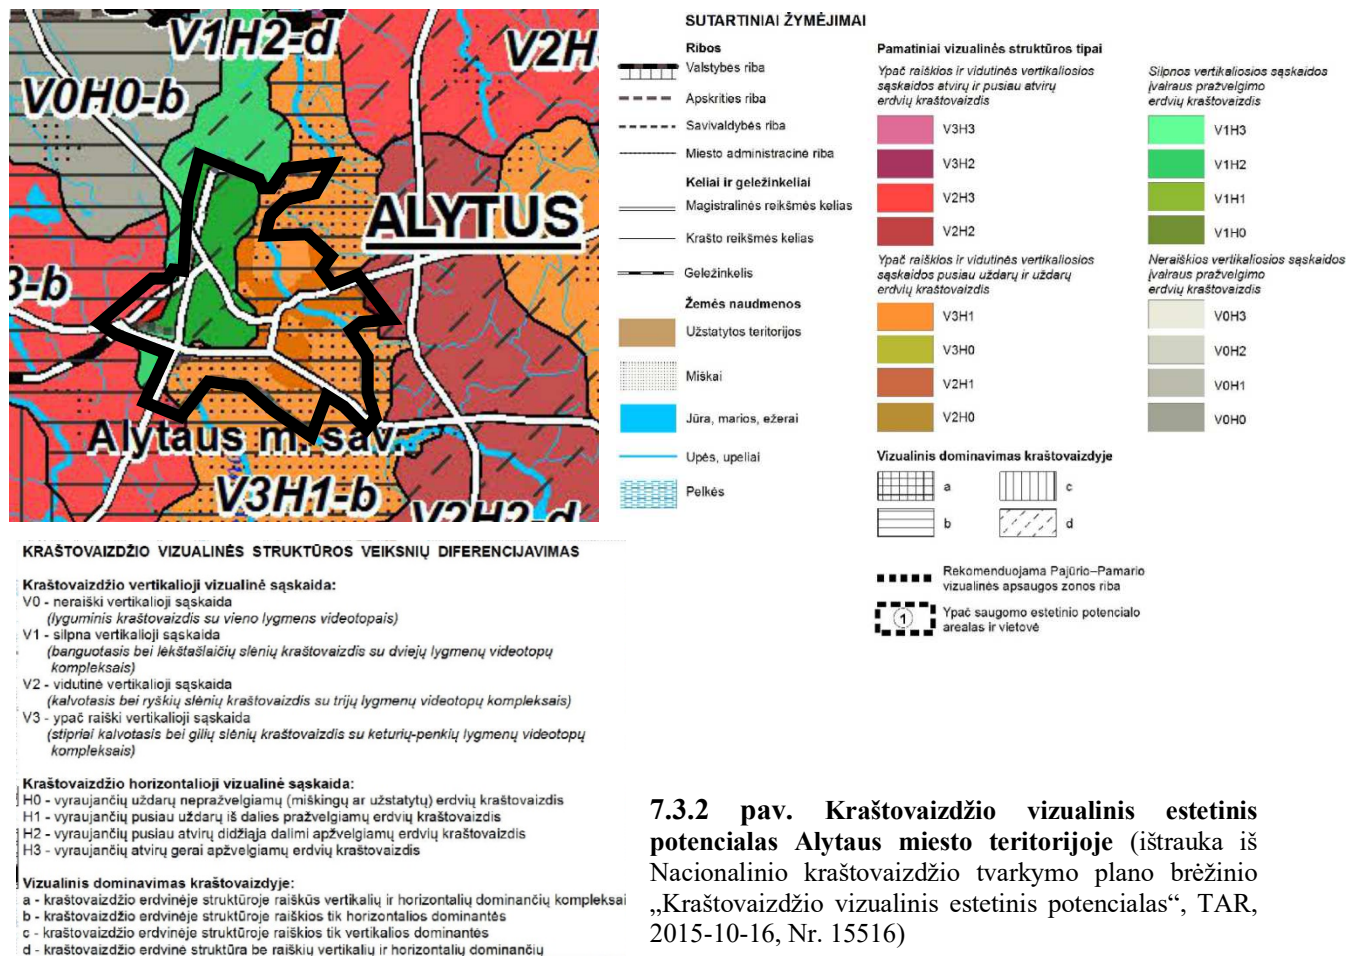 V1H2-d
V2H
V0H0-b
ALYTUS
3-b
Alytaus m. sav.
V3H1-b
V2H2-d
SUTARTINIAI ŽYMĖJIMAI
Ribos
Valstybės riba
Apskrities riba
Savivaldybės riba
Miesto administracinė riba
Keliai ir geležinkeliai
Magistralinės reikšmės kelias
Krašto reikšmės kelias
Geležinkelis
Žemės naudmenos
Užstatytos teritorijos
Miškai
Jūra, marios, ežerai
Upės, upeliai
Pelkės
Pamatiniai vizualinės struktūros tipai
Ypač raiškios ir vidutinės vertikaliosios
sąskaidos atvirų ir pusiau atvirų
erdvių kraštovaizdis
V3H3
V3H2
V2H3
V2H2
Ypač raiškios ir vidutinės vertikaliosios
sąskaidos pusiau uždarų ir uždarų
erdvių kraštovaizdis
V3H1
V3H0
V2H1
V2H0
Silpnos vertikaliosios sąskaidos
įvairaus pražvelgimo
erdvių kraštovaizdis
V1H3
V1H2
V1H1
V1H0
Neraiškios vertikaliosios sąskaidos
įvairaus pražvelgimo
erdvių kraštovaizdis
V0H3
V0H2
V0H1
V0H0
Vizualinis dominavimas kraštovaizdyje
a
c
b
d
Rekomenduojama Pajūrio–Pamario
vizualinės apsaugos zonos riba
1
Ypač saugomo estetinio potencialo
arealas ir vietovė
KRAŠTOVAIZDŽIO VIZUALINĖS STRUKTŪROS VEIKSNIŲ DIFERENCIJAVIMAS
Kraštovaizdžio vertikalioji vizualinė sąskaida:
V0 - neraiški vertikalioji sąskaida
(lyguminis kraštovaizdis su vieno lygmens videotopais)
V1 - silpna vertikalioji sąskaida
(banguotasis bei lėkštašlaičių slėnių kraštovaizdis su dviejų lygmenų videotopų
kompleksais)
V2 - vidutinė vertikalioji sąskaida
(kalvotasis bei ryškių slėnių kraštovaizdis su trijų lygmenų videotopų kompleksais)
V3 - ypač raiški vertikalioji sąskaida
(stipriai kalvotasis bei gilių slėnių kraštovaizdis su keturių-penkių lygmenų videotopų
kompleksais)
Kraštovaizdžio horizontalioji vizualinė sąskaida:
H0 - vyraujančių uždarų nepražvelgiamų (miškingų ar užstatytų) erdvių kraštovaizdis
H1 - vyraujančių pusiau uždarų iš dalies pražvelgiamų erdvių kraštovaizdis
H2 - vyraujančių pusiau atvirų didžiąja dalimi apžvelgiamų erdvių kraštovaizdis
H3 - vyraujančių atvirų gerai apžvelgiamų erdvių kraštovaizdis
Vizualinis dominavimas kraštovaizdyje:
a - kraštovaizdžio erdvinėje struktūroje raiškūs vertikalių ir horizontalių dominančių kompleksai
b - kraštovaizdžio erdvinėje struktūroje raiškios tik horizontalios dominantės
c - kraštovaizdžio erdvinėje struktūroje raiškios tik vertikalios dominantės
d - kraštovaizdžio erdvinė struktūra be raiškių vertikalių ir horizontalių dominančių
7.3.2 pav. Kraštovaizdžio vizualinis estetinis
potencialas Alytaus miesto teritorijoje (ištrauka iš
Nacionalinio kraštovaizdžio tvarkymo plano brėžinio
„Kraštovaizdžio vizualinis estetinis potencialas“, TAR,
2015-10-16, Nr. 15516)